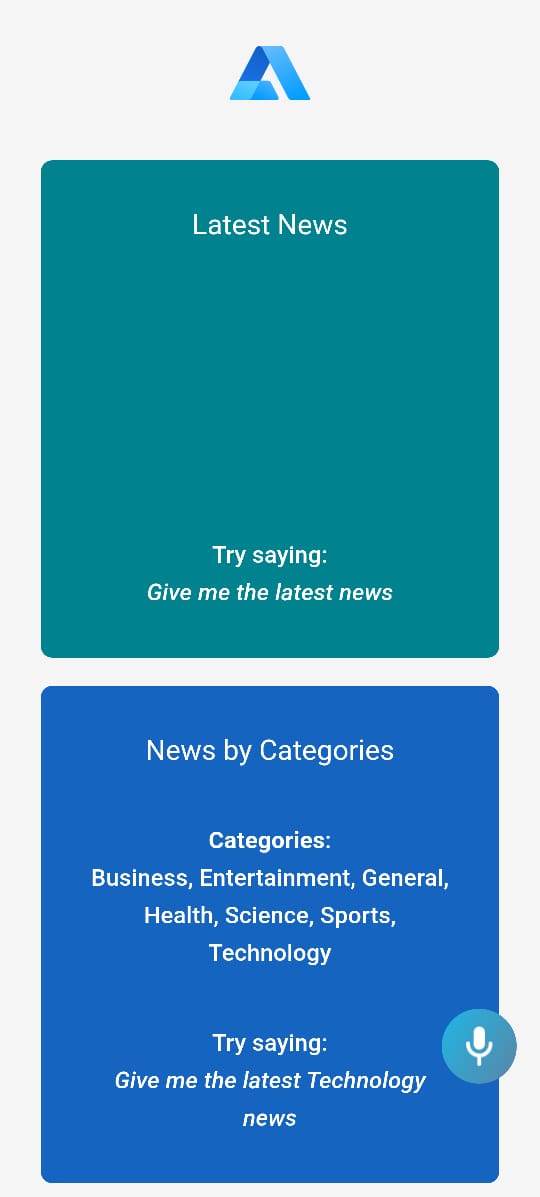 Latest News
Try saying:
Give me the latest news
News by Categories
Categories:
Business, Entertainment, General,
Health, Science, Sports,
Technology
Try saying:
Give me the latest Technology
news